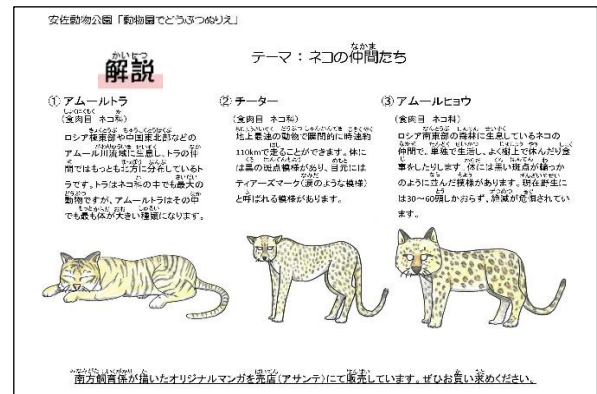 安佐動物公園「動物園でどうぶつぬりえ」
かいせつ
解説
テーマ：ネコの仲間たち
なかま
① アムールトラ
（食肉目　ネコ科）
ロシア極東部や中国東北部などの
アムール川流域に生息し、トラの仲
間ではもっとも北方に分布しているト
ラです。トラはネコ科の中でも最大の
動物ですが、アムールトラはその中
でも最も体が大きい種類になります。
② チーター
（食肉目　ネコ科）
地上最速の動物で瞬間的に時速約
110kmで走ることができます。体に
は黒の斑点模様があり、目元には
ティアーズマーク（涙のような模様）
と呼ばれる模様があります。
③ アムールヒョウ
（食肉目　ネコ科）
ロシア南東部の森林に生息しているネコの
仲間で、単独で生活し、よく樹上で休んだり食
事をしたりします。体には黒い斑点が輪っか
のように並んだ模様があります。現在野生に
は30～60頭しかおらず、絶滅が危惧されてい
ます。
南方飼育係が描いたオリジナルマンガを売店（アサンテ）にて販売しています。ぜひお買い求めください。